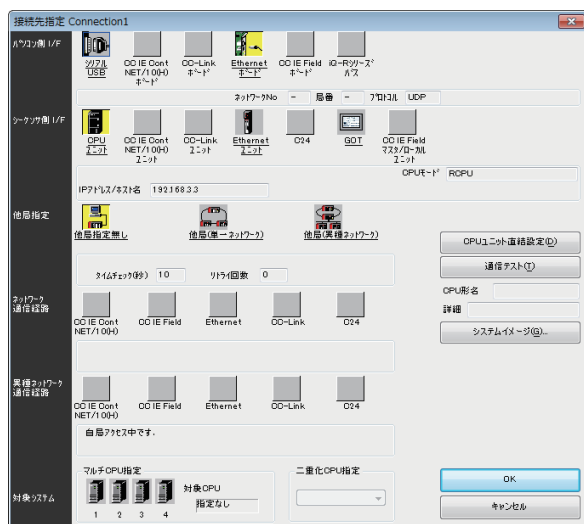 接続先指定 Connection1
パソコン側 I/F
シリアル USB
CC IE Cont NET/10(H) ボード
CC-Link ボード
Ethernet ボード
CC IE Field ボード
iQ-Rシリーズ バス
ネットワークNo － 局番 － プロトコル UDP
シーケンサ側 I/F
CPU ユニット
CC IE Cont NET/10(H) ユニット
CC-Link ユニット
Ethernet ユニット
C24
GOT
CC IE Field マスタ/ローカル ユニット
CPUモード RCPU
IPアドレス/ホスト名 192.168.3.3
他局指定
他局指定無し
他局(単一ネットワーク)
他局(異種ネットワーク)
タイムチェック(秒) 10 リトライ回数 0
ネットワーク 通信経路
CC IE Cont NET/10(H)
CC IE Field
Ethernet
CC-Link
C24
異種ネットワーク 通信経路
CC IE Cont NET/10(H)
CC IE Field
Ethernet
CC-Link
C24
自局アクセス中です.
対象システム
マルチCPU指定
1 2 3 4
対象CPU
指定なし
二重化CPU指定
CPUユニット直結設定(D)
通信テスト(T)
CPU形名
詳細
システムイメージ(G)...
OK
キャンセル